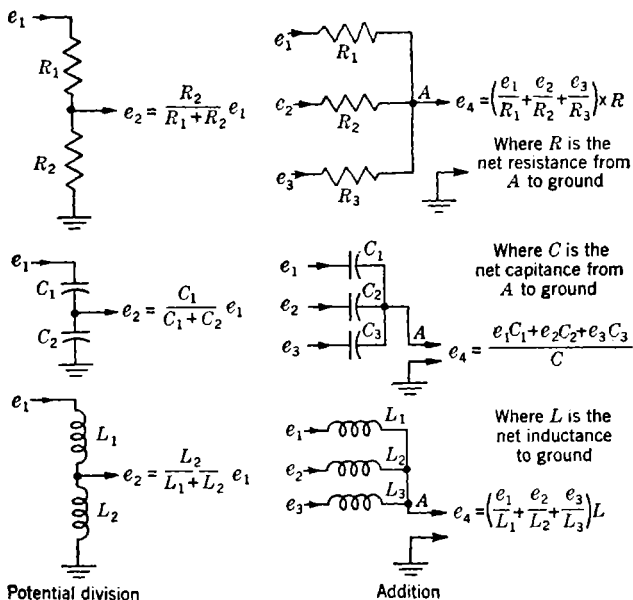 e₁
R₁
e₂ = R₂/(R₁+R₂) e₁
R₂
e₁
R₁
c₂
R₂
e₃
R₃
A
e₄ = (e₁/R₁ + e₂/R₂ + e₃/R₃) × R
Where R is the
net resistance from
A to ground
e₁
C₁
e₂ = C₁/(C₁+C₂) e₁
C₂
e₁
C₁
e₂
C₂
e₃
C₃
A
Where C is the
net capitance from
A to ground
e₄ = (e₁C₁+e₂C₂+e₃C₃)/C
e₁
L₁
e₂ = L₂/(L₁+L₂) e₁
L₂
e₁
L₁
e₂
L₂
e₃
L₃
A
Where L is the
net inductance
to ground
e₄ = (e₁/L₁ + e₂/L₂ + e₃/L₃)L
Potential division
Addition